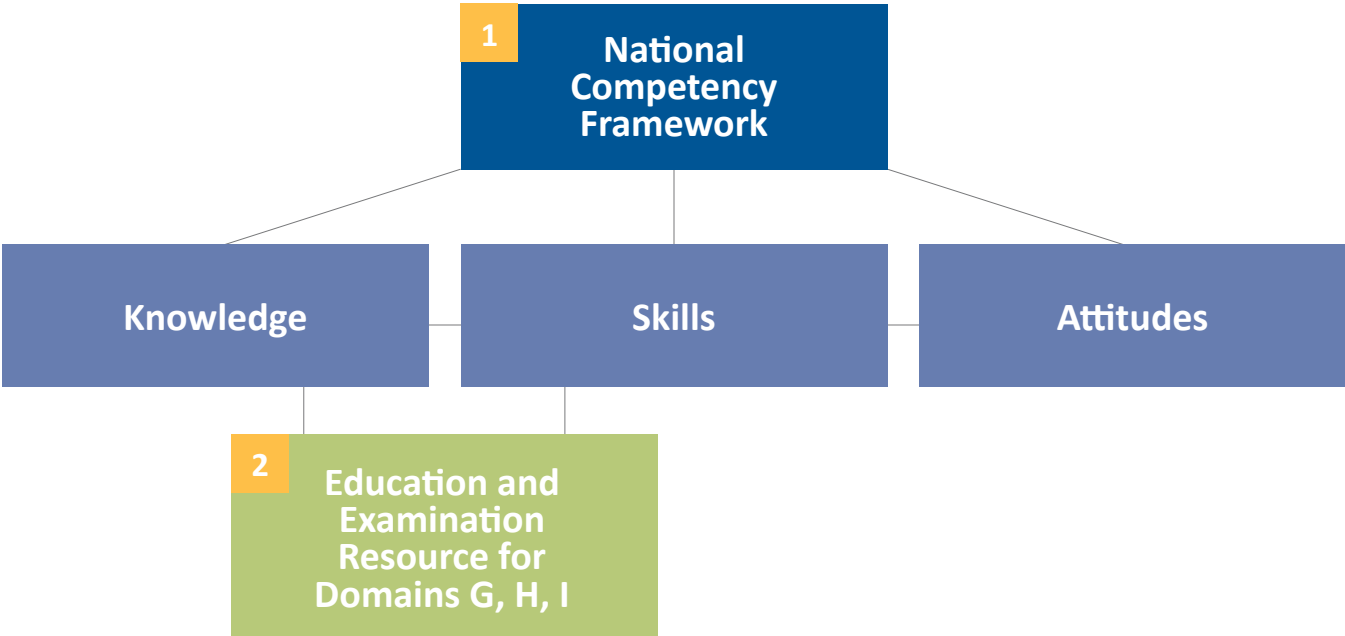 1
National
Competency
Framework
Knowledge
Skills
Attitudes
2
Education and
Examination
Resource for
Domains G, H, I